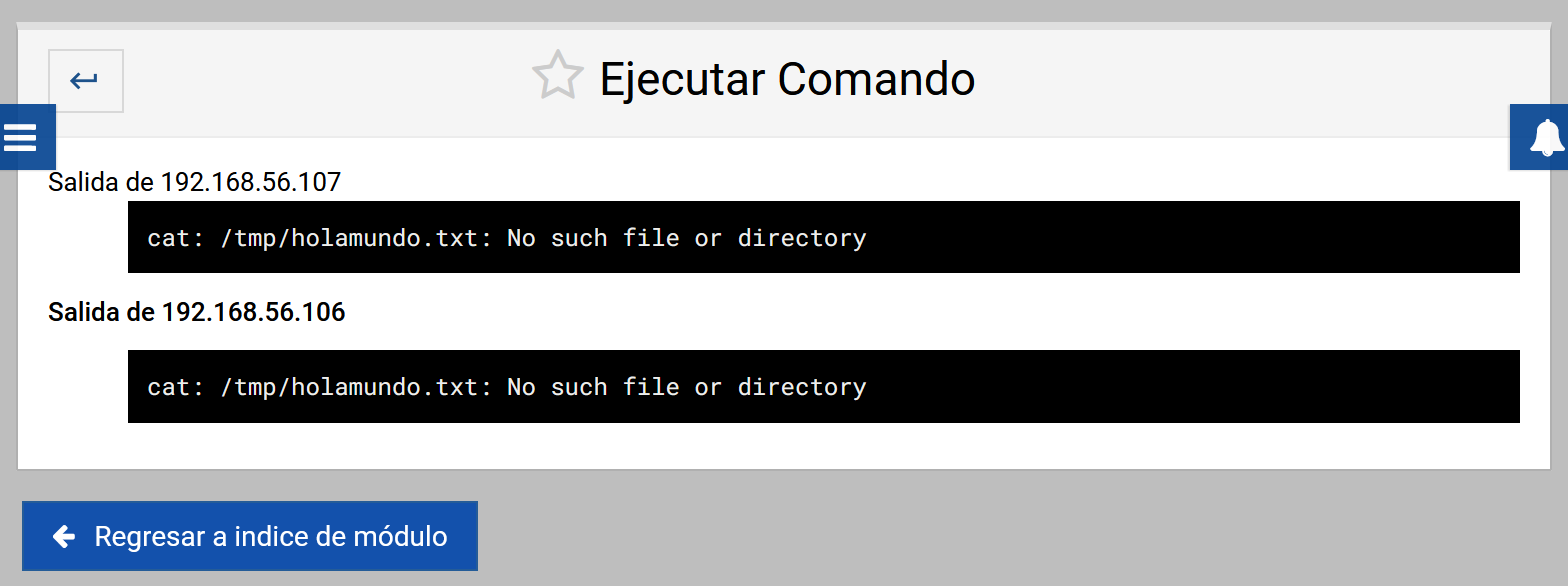 Ejecutar Comando
Salida de 192.168.56.107
cat: /tmp/holamundo.txt: No such file or directory
Salida de 192.168.56.106
cat: /tmp/holamundo.txt: No such file or directory
Regresar a indice de módulo